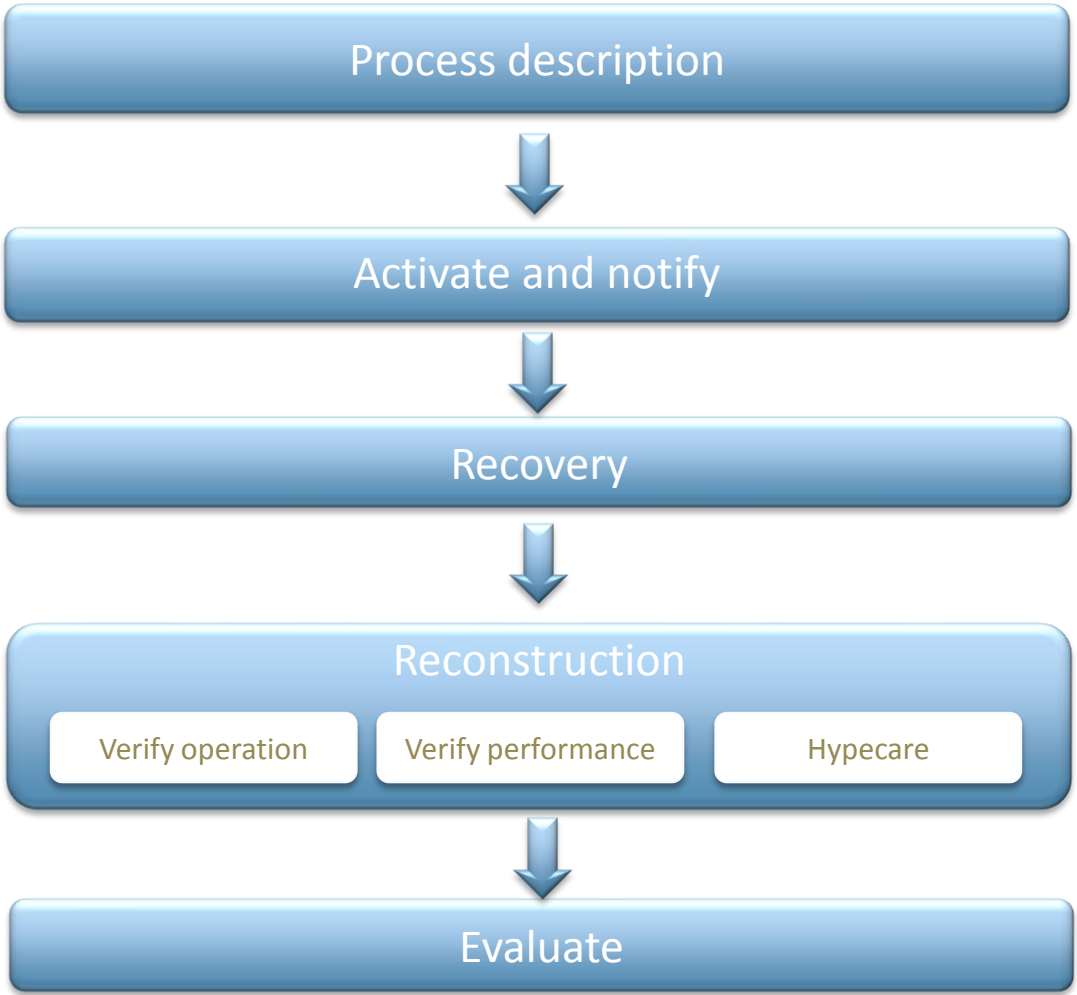 Process description
Activate and notify
Recovery
Reconstruction
Verify operation
Verify performance
Hypecare
Evaluate